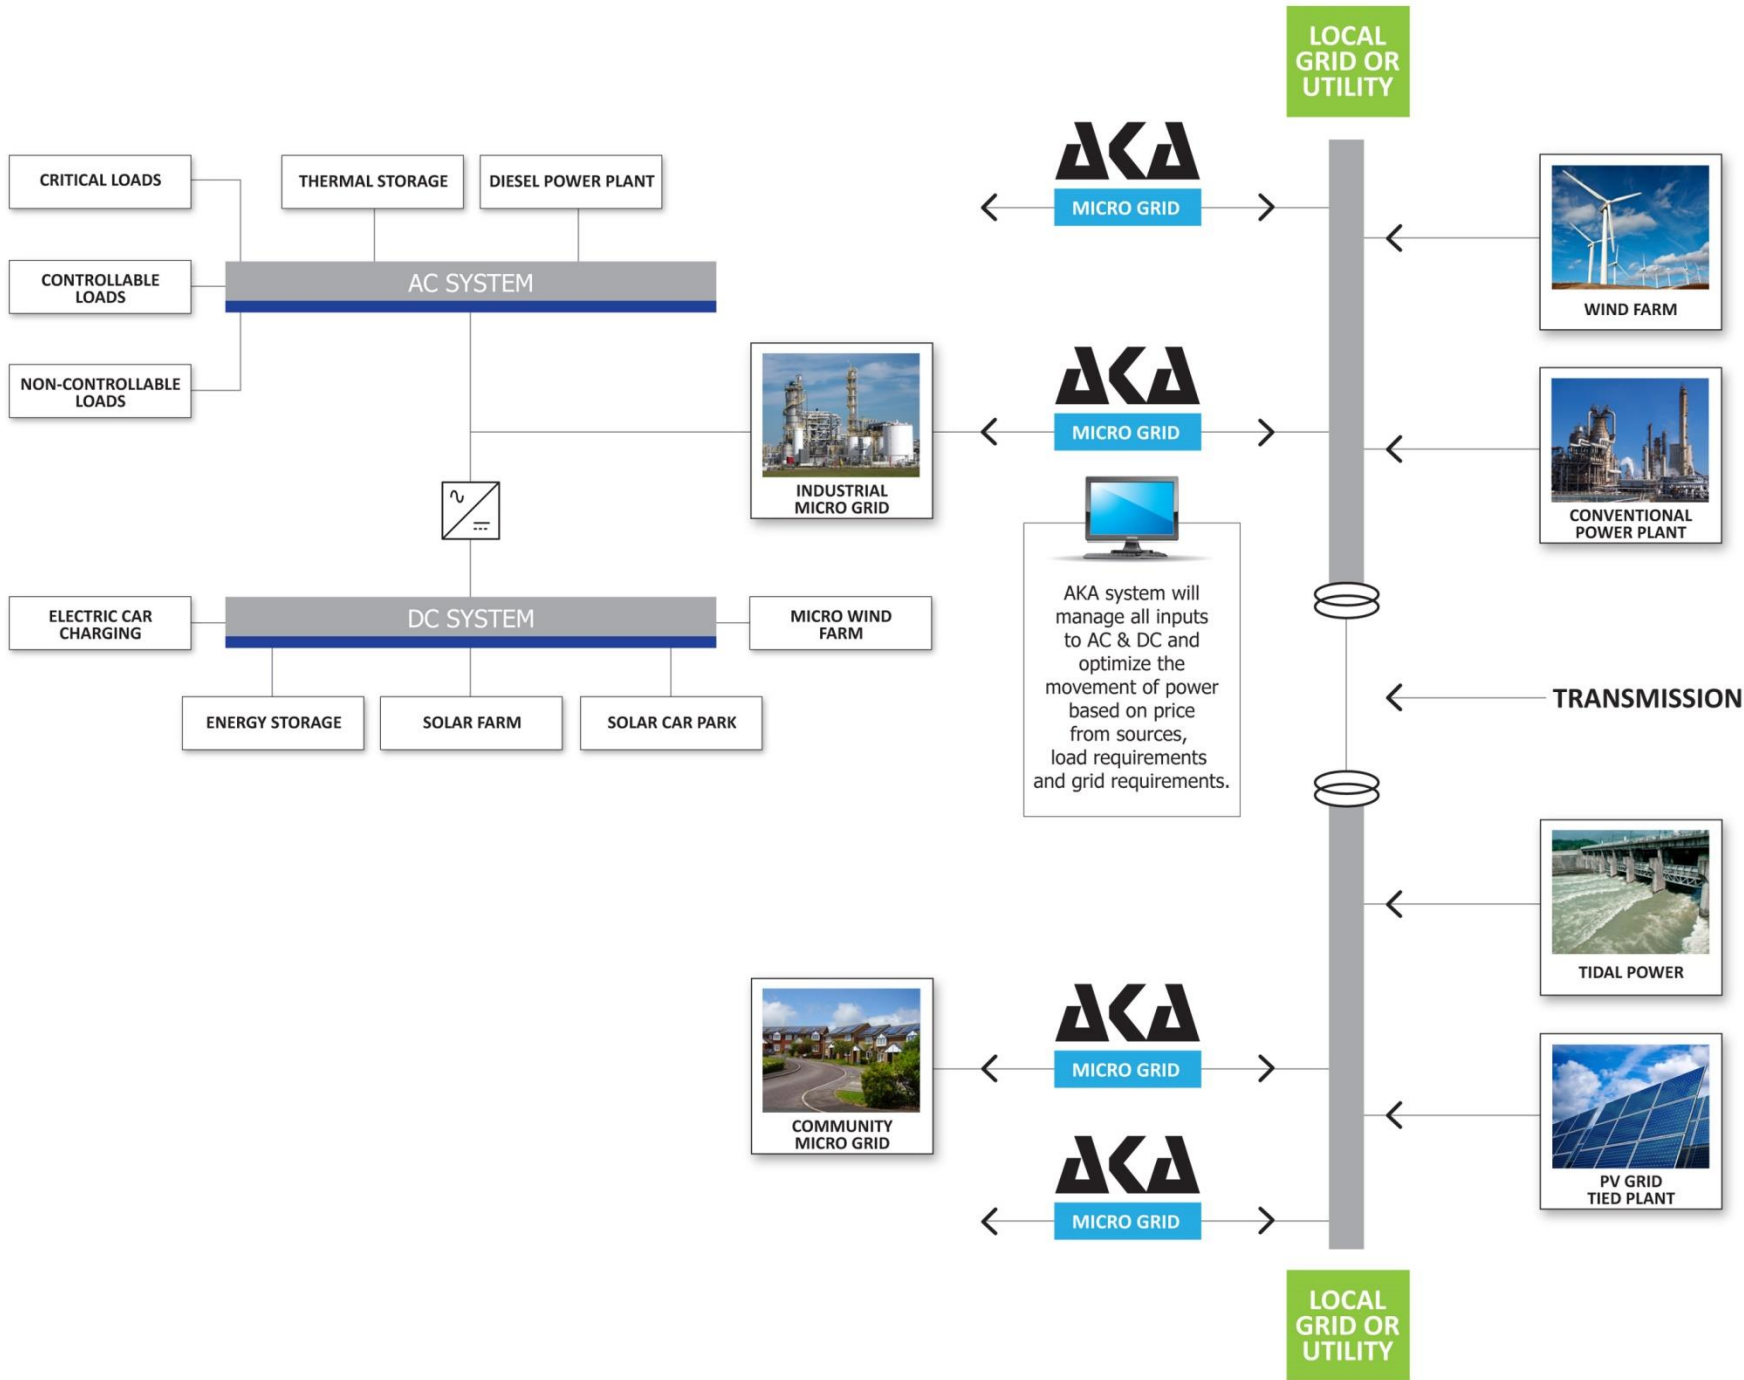 LOCAL
GRID OR
UTILITY
AKA
MICRO GRID
CRITICAL LOADS
THERMAL STORAGE
DIESEL POWER PLANT
CONTROLLABLE
LOADS
AC SYSTEM
NON-CONTROLLABLE
LOADS
WIND FARM
AKA
MICRO GRID
INDUSTRIAL
MICRO GRID
CONVENTIONAL
POWER PLANT
ELECTRIC CAR
CHARGING
DC SYSTEM
MICRO WIND
FARM
ENERGY STORAGE
SOLAR FARM
SOLAR CAR PARK
AKA system will
manage all inputs
to AC & DC and
optimize the
movement of power
based on price
from sources,
load requirements
and grid requirements.
TRANSMISSION
TIDAL POWER
AKA
MICRO GRID
COMMUNITY
MICRO GRID
AKA
MICRO GRID
PV GRID
TIED PLANT
LOCAL
GRID OR
UTILITY